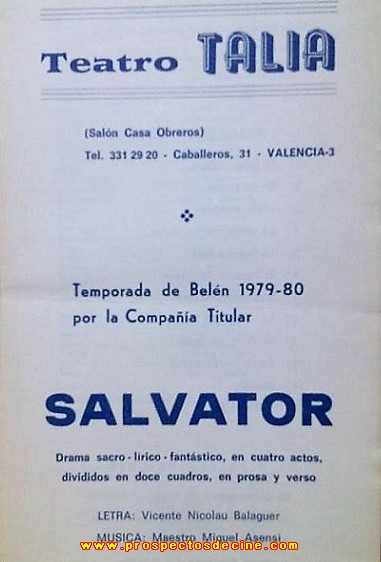 Teatro TALIA
(Salón Casa Obreros)
Tel. 331 29 20 - Caballeros, 31 - VALENCIA-3
Temporada de Belén 1979-80
por la Compañía Titular
SALVATOR
Drama sacro - lírico - fantástico, en cuatro actos,
divididos en doce cuadros, en prosa y verso
LETRA: Vicente Nicolau Balaguer
MUSICA: Maestro Miguel Asensi
www.prospectosdecine.com